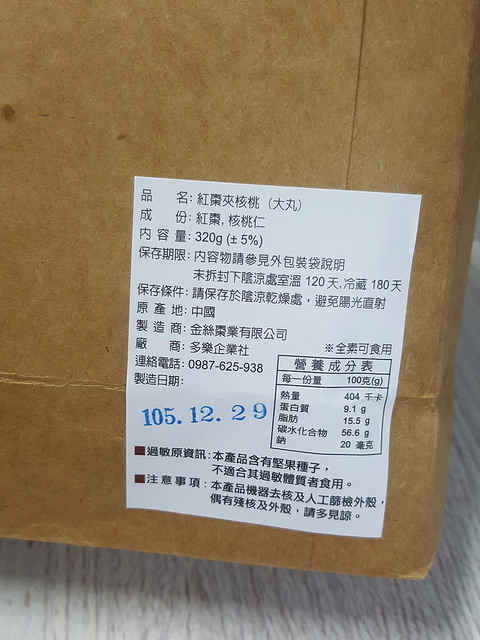 品 名: 紅棗夾核桃 (大丸)
成 份: 紅棗, 核桃仁
內 容 量: 320g (± 5%)
保存期限: 內容物請參見外包裝袋說明
未拆封下陰涼處室溫 120 天,冷藏 180 天
保存條件: 請保存於陰涼乾燥處，避免陽光直射
原 產 地: 中國
製 造 商: 金絲棗業有限公司
廠 商: 多樂企業社
※全素可食用
連絡電話: 0987-625-938
製造日期:
105.12.29
營養成分表
每一份量 100克(g)
熱量 404 千卡
蛋白質 9.1 g
脂肪 15.5 g
碳水化合物 56.6 g
鈉 20 毫克
■過敏原資訊: 本產品含有堅果種子，
不適合其過敏體質者食用。
■注意事項: 本產品機器去核及人工篩檢外殼，
偶有殘核及外殼，請多見諒。